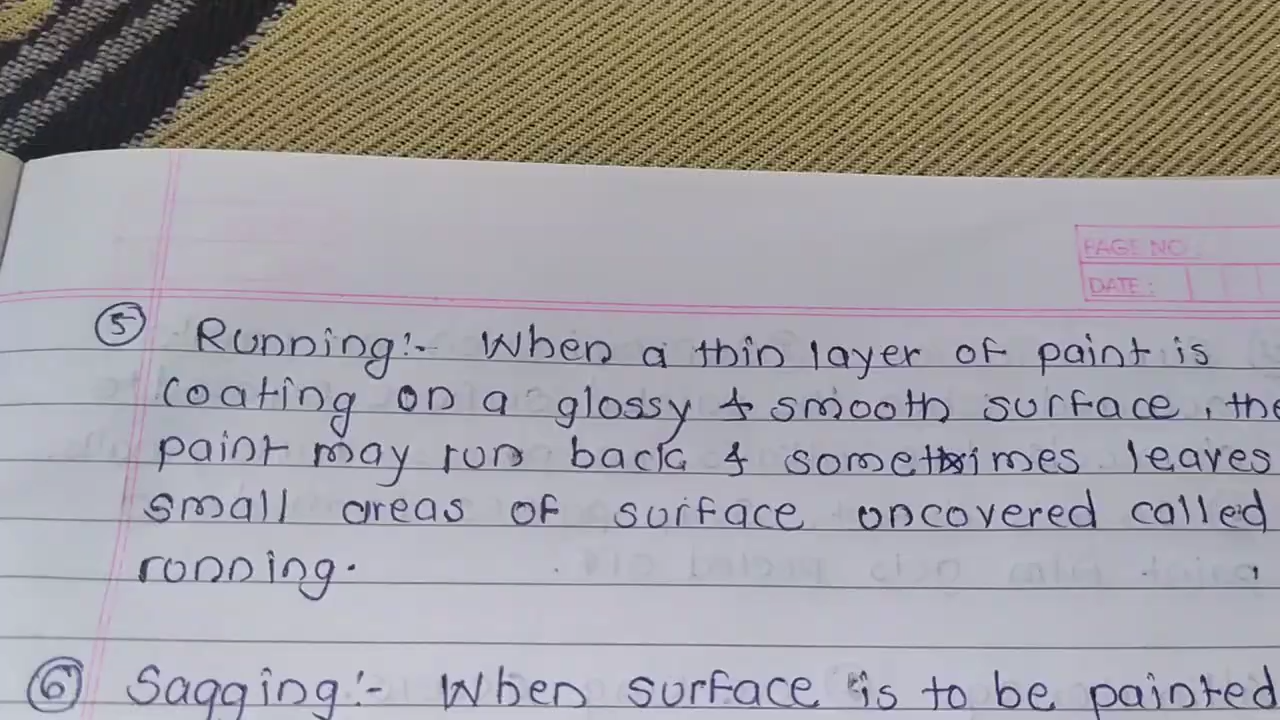 PAGE NO
DATE :
⑤ Running:- When a thin layer of paint is
coating on a glossy & smooth surface, the
paint may run back & sometimes leaves
small areas of surface uncovered called
running.
⑥ Sagging:- When surface is to be painted